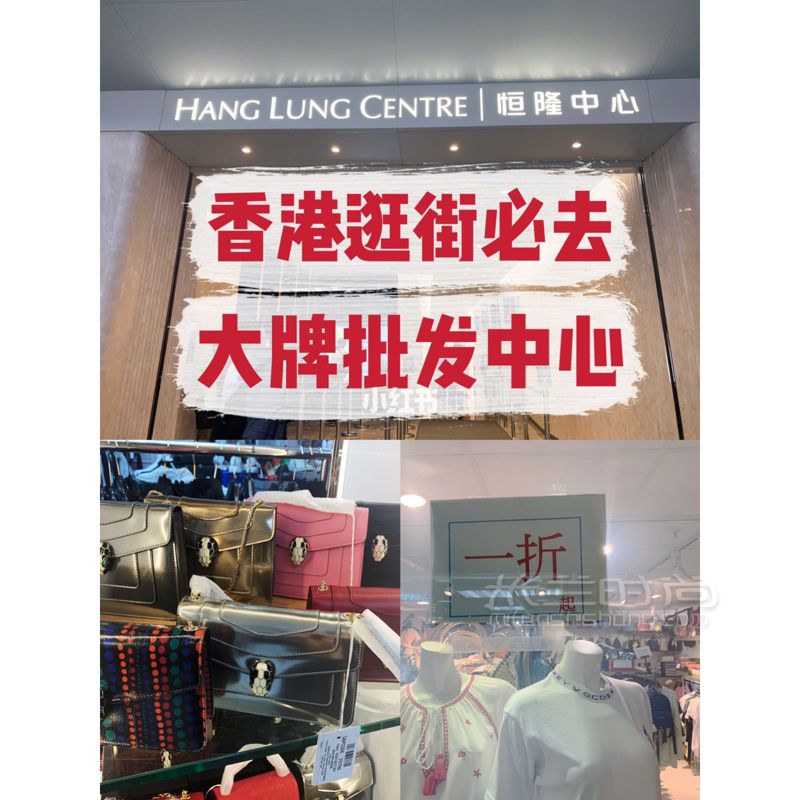 HANG LUNG CENTRE | 恒隆中心
香港逛街必去
大牌批发中心
小红书
一折
起